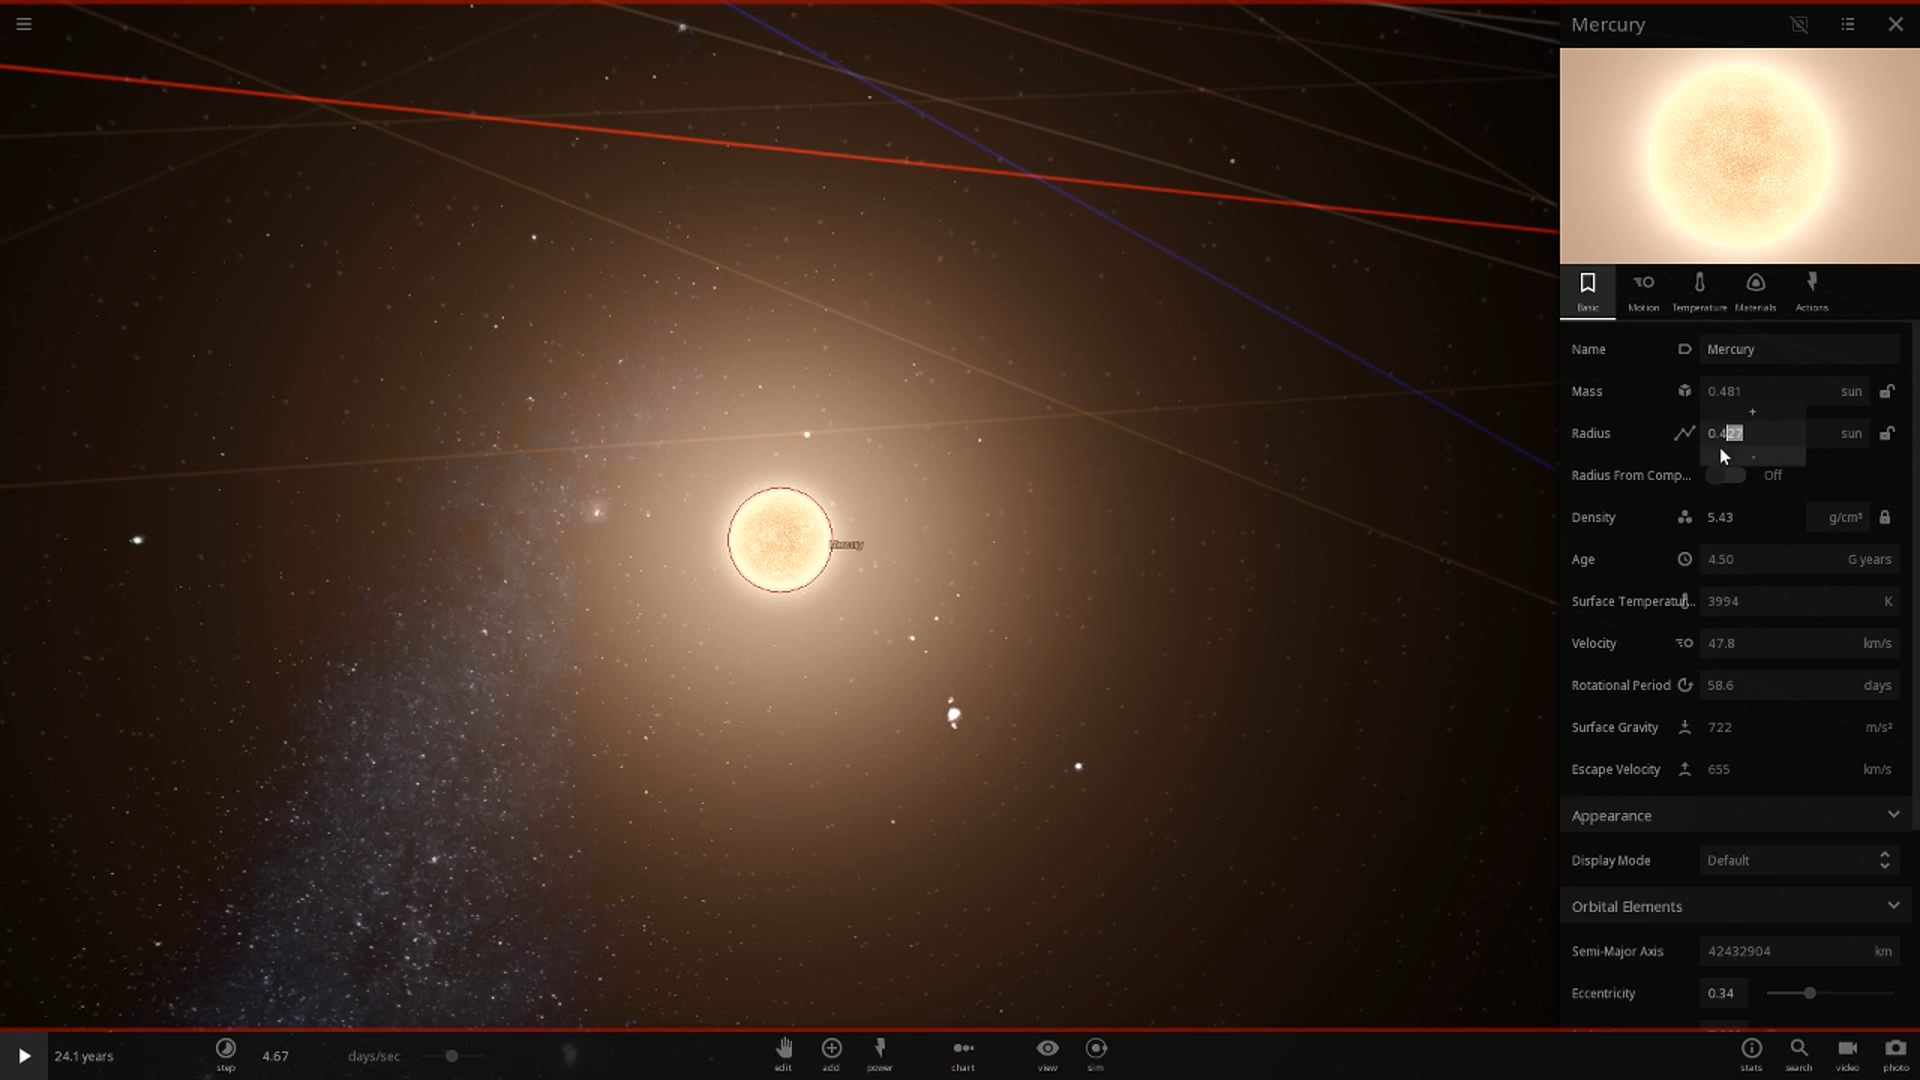 Mercury
Basic
Motion
Temperature
Materials
Actions
Name
Mercury
Mass
0.481
sun
+
Radius
0.427
sun
-
Radius From Comp...
Off
Density
5.43
g/cm³
Age
4.50
G years
Surface Temperatur...
3994
K
Velocity
47.8
km/s
Rotational Period
58.6
days
Surface Gravity
722
m/s²
Escape Velocity
655
km/s
Appearance
Display Mode
Default
Orbital Elements
Semi-Major Axis
42432904
km
Eccentricity
0.34
Mercury
24.1 years
step
4.67
days/sec
edit
add
power
chart
view
sim
stats
search
video
photo